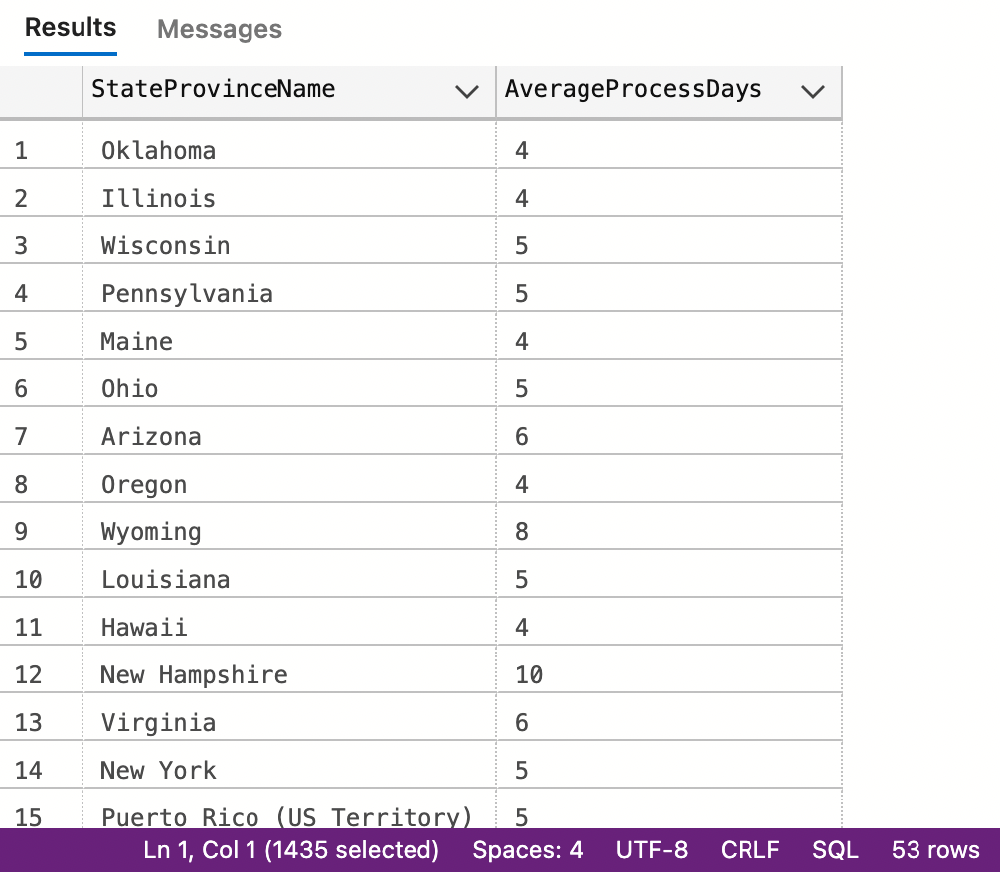 Results Messages
StateProvinceName AverageProcessDays
1 Oklahoma 4
2 Illinois 4
3 Wisconsin 5
4 Pennsylvania 5
5 Maine 4
6 Ohio 5
7 Arizona 6
8 Oregon 4
9 Wyoming 8
10 Louisiana 5
11 Hawaii 4
12 New Hampshire 10
13 Virginia 6
14 New York 5
15 Puerto Rico (US Territory) 5
Ln 1, Col 1 (1435 selected) Spaces: 4 UTF-8 CRLF SQL 53 rows